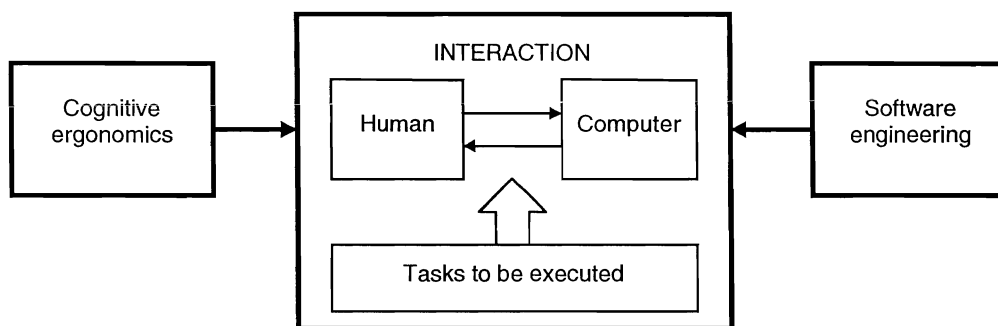 INTERACTION
Cognitive
ergonomics
Human
Computer
Software
engineering
Tasks to be executed